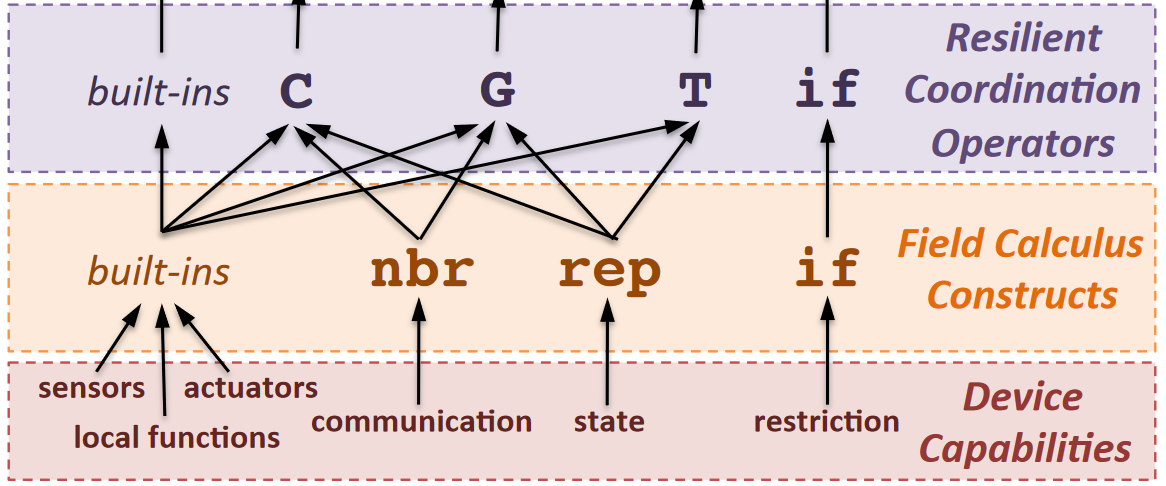 built-ins C G T if
Resilient
Coordination
Operators
built-ins nbr rep if
Field Calculus
Constructs
sensors actuators
local functions
communication state restriction
Device
Capabilities